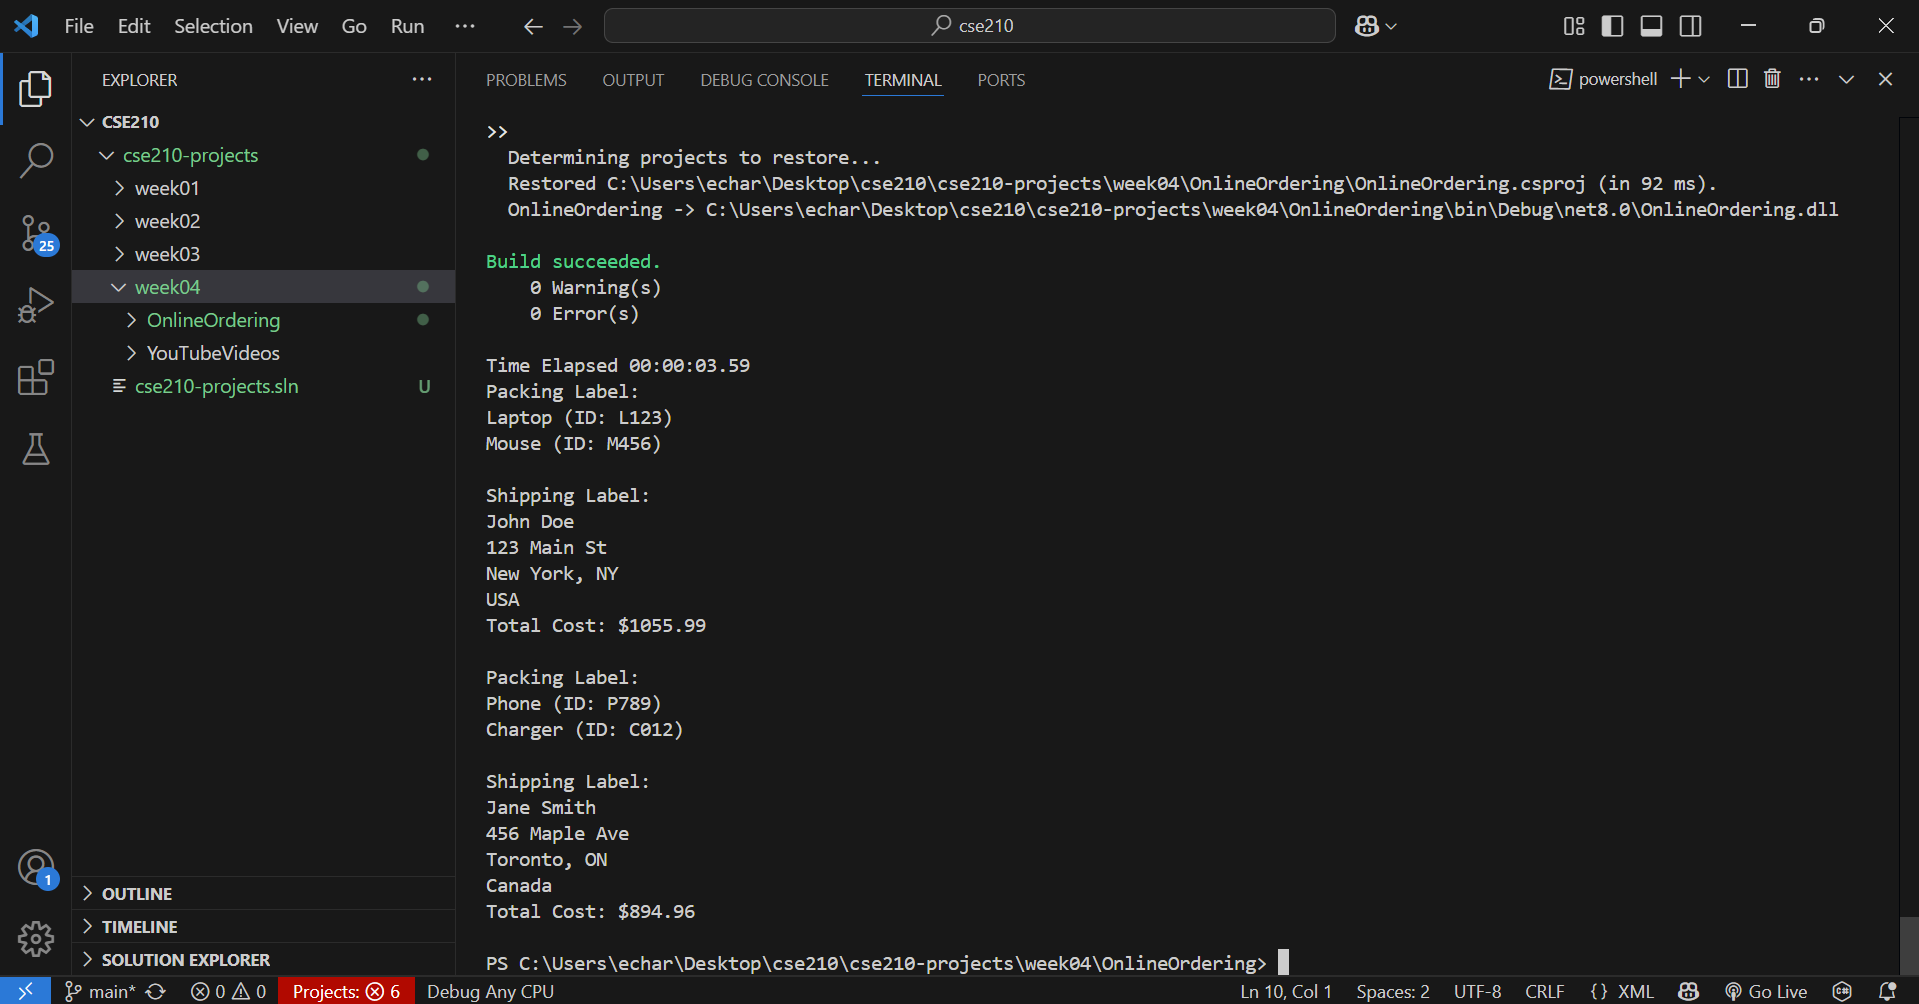 File Edit Selection View Go Run ··· cse210
EXPLORER ···
CSE210
cse210-projects
week01
week02
week03
week04
OnlineOrdering
YouTubeVideos
cse210-projects.sln U
25
1
OUTLINE
TIMELINE
SOLUTION EXPLORER
PROBLEMS OUTPUT DEBUG CONSOLE TERMINAL PORTS powershell ···
>>
Determining projects to restore...
Restored C:\Users\echar\Desktop\cse210\cse210-projects\week04\OnlineOrdering\OnlineOrdering.csproj (in 92 ms).
OnlineOrdering -> C:\Users\echar\Desktop\cse210\cse210-projects\week04\OnlineOrdering\bin\Debug\net8.0\OnlineOrdering.dll
Build succeeded.
0 Warning(s)
0 Error(s)
Time Elapsed 00:00:03.59
Packing Label:
Laptop (ID: L123)
Mouse (ID: M456)
Shipping Label:
John Doe
123 Main St
New York, NY
USA
Total Cost: $1055.99
Packing Label:
Phone (ID: P789)
Charger (ID: C012)
Shipping Label:
Jane Smith
456 Maple Ave
Toronto, ON
Canada
Total Cost: $894.96
PS C:\Users\echar\Desktop\cse210\cse210-projects\week04\OnlineOrdering>
main* 0 0 Projects: 6 Debug Any CPU Ln 10, Col 1 Spaces: 2 UTF-8 CRLF {} XML Go Live